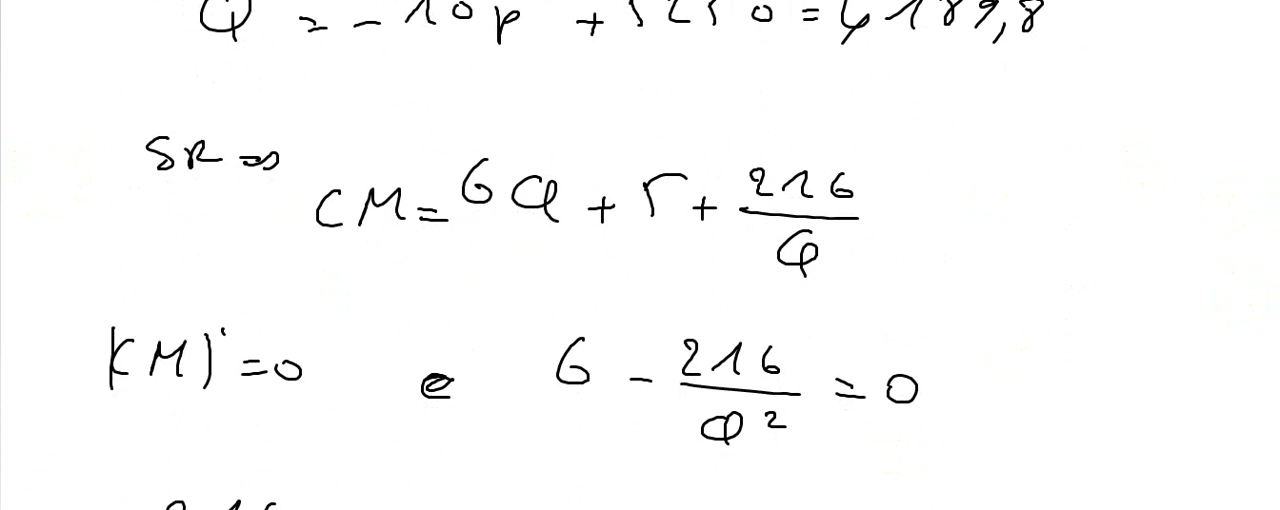 Q = - 10p + 5250 = 4189,8
SR ⇒
CM = 6Q + 5 + 216/Q
(CM)' = 0 e 6 - 216/Q² = 0